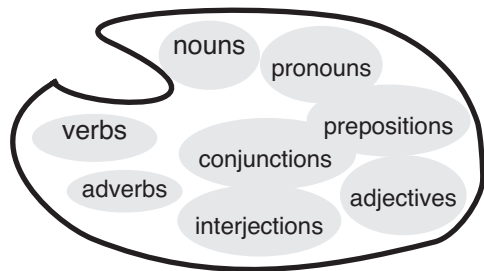 nouns
pronouns
verbs
prepositions
conjunctions
adverbs
adjectives
interjections